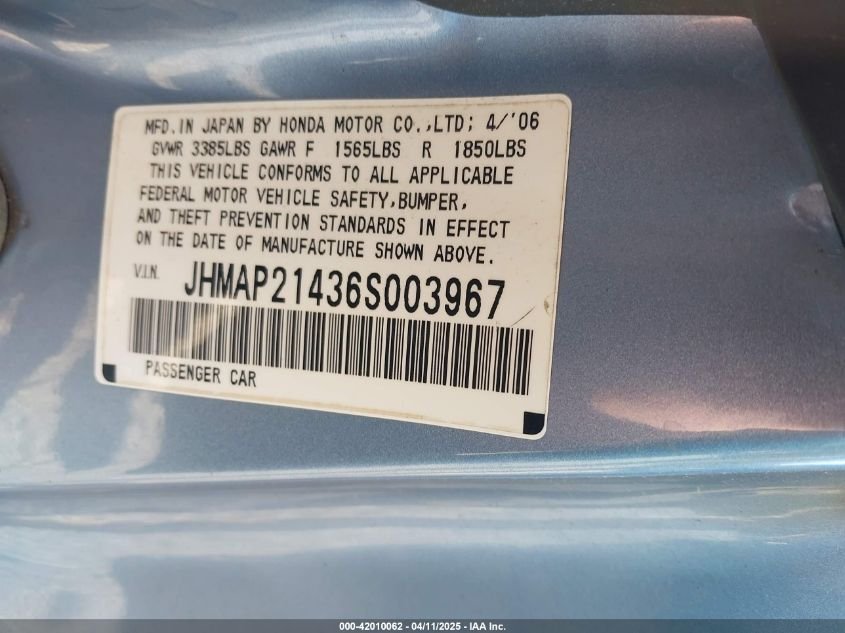 MFD.IN JAPAN BY HONDA MOTOR CO.,LTD; 4/'06
GVWR 3385LBS GAWR F 1565LBS R 1850LBS
THIS VEHICLE CONFORMS TO ALL APPLICABLE
FEDERAL MOTOR VEHICLE SAFETY,BUMPER,
AND THEFT PREVENTION STANDARDS IN EFFECT
ON THE DATE OF MANUFACTURE SHOWN ABOVE.
V.I.N. JHMAP21436S003967
PASSENGER CAR
000-42010062 - 04/11/2025 - IAA Inc.